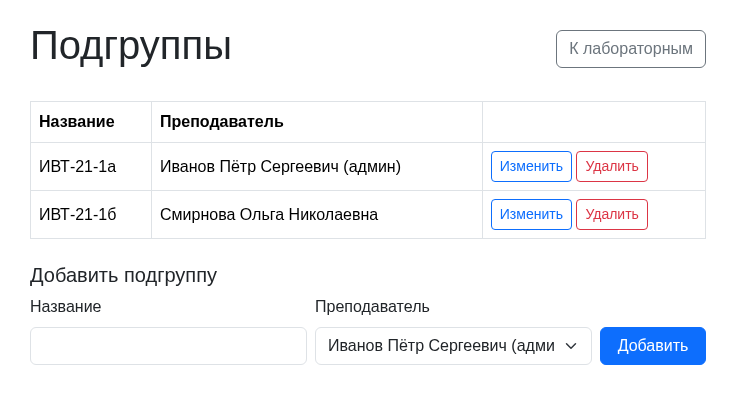 Подгруппы
К лабораторным
Название Преподаватель
ИВТ-21-1а Иванов Пётр Сергеевич (админ) Изменить Удалить
ИВТ-21-1б Смирнова Ольга Николаевна Изменить Удалить
Добавить подгруппу
Название Преподаватель
Иванов Пётр Сергеевич (адми Добавить